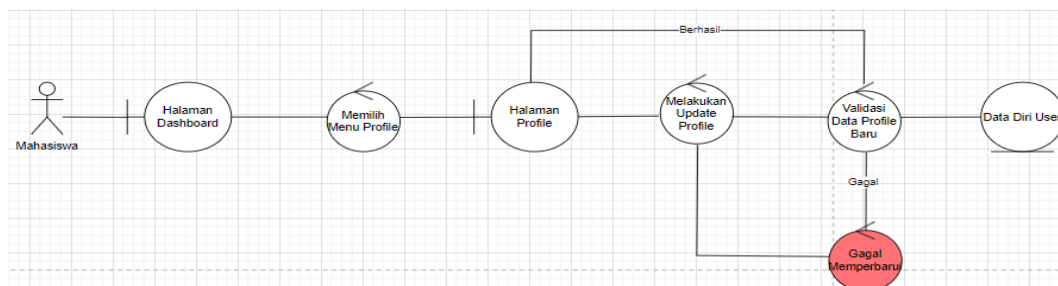 Berhasil
Mahasiswa
Halaman
Dashboard
Memilih
Menu Profile
Halaman
Profile
Melakukan
Update
Profile
Validasi
Data Profile
Baru
Data Diri User
Gagal
Gagal
Memperbarui